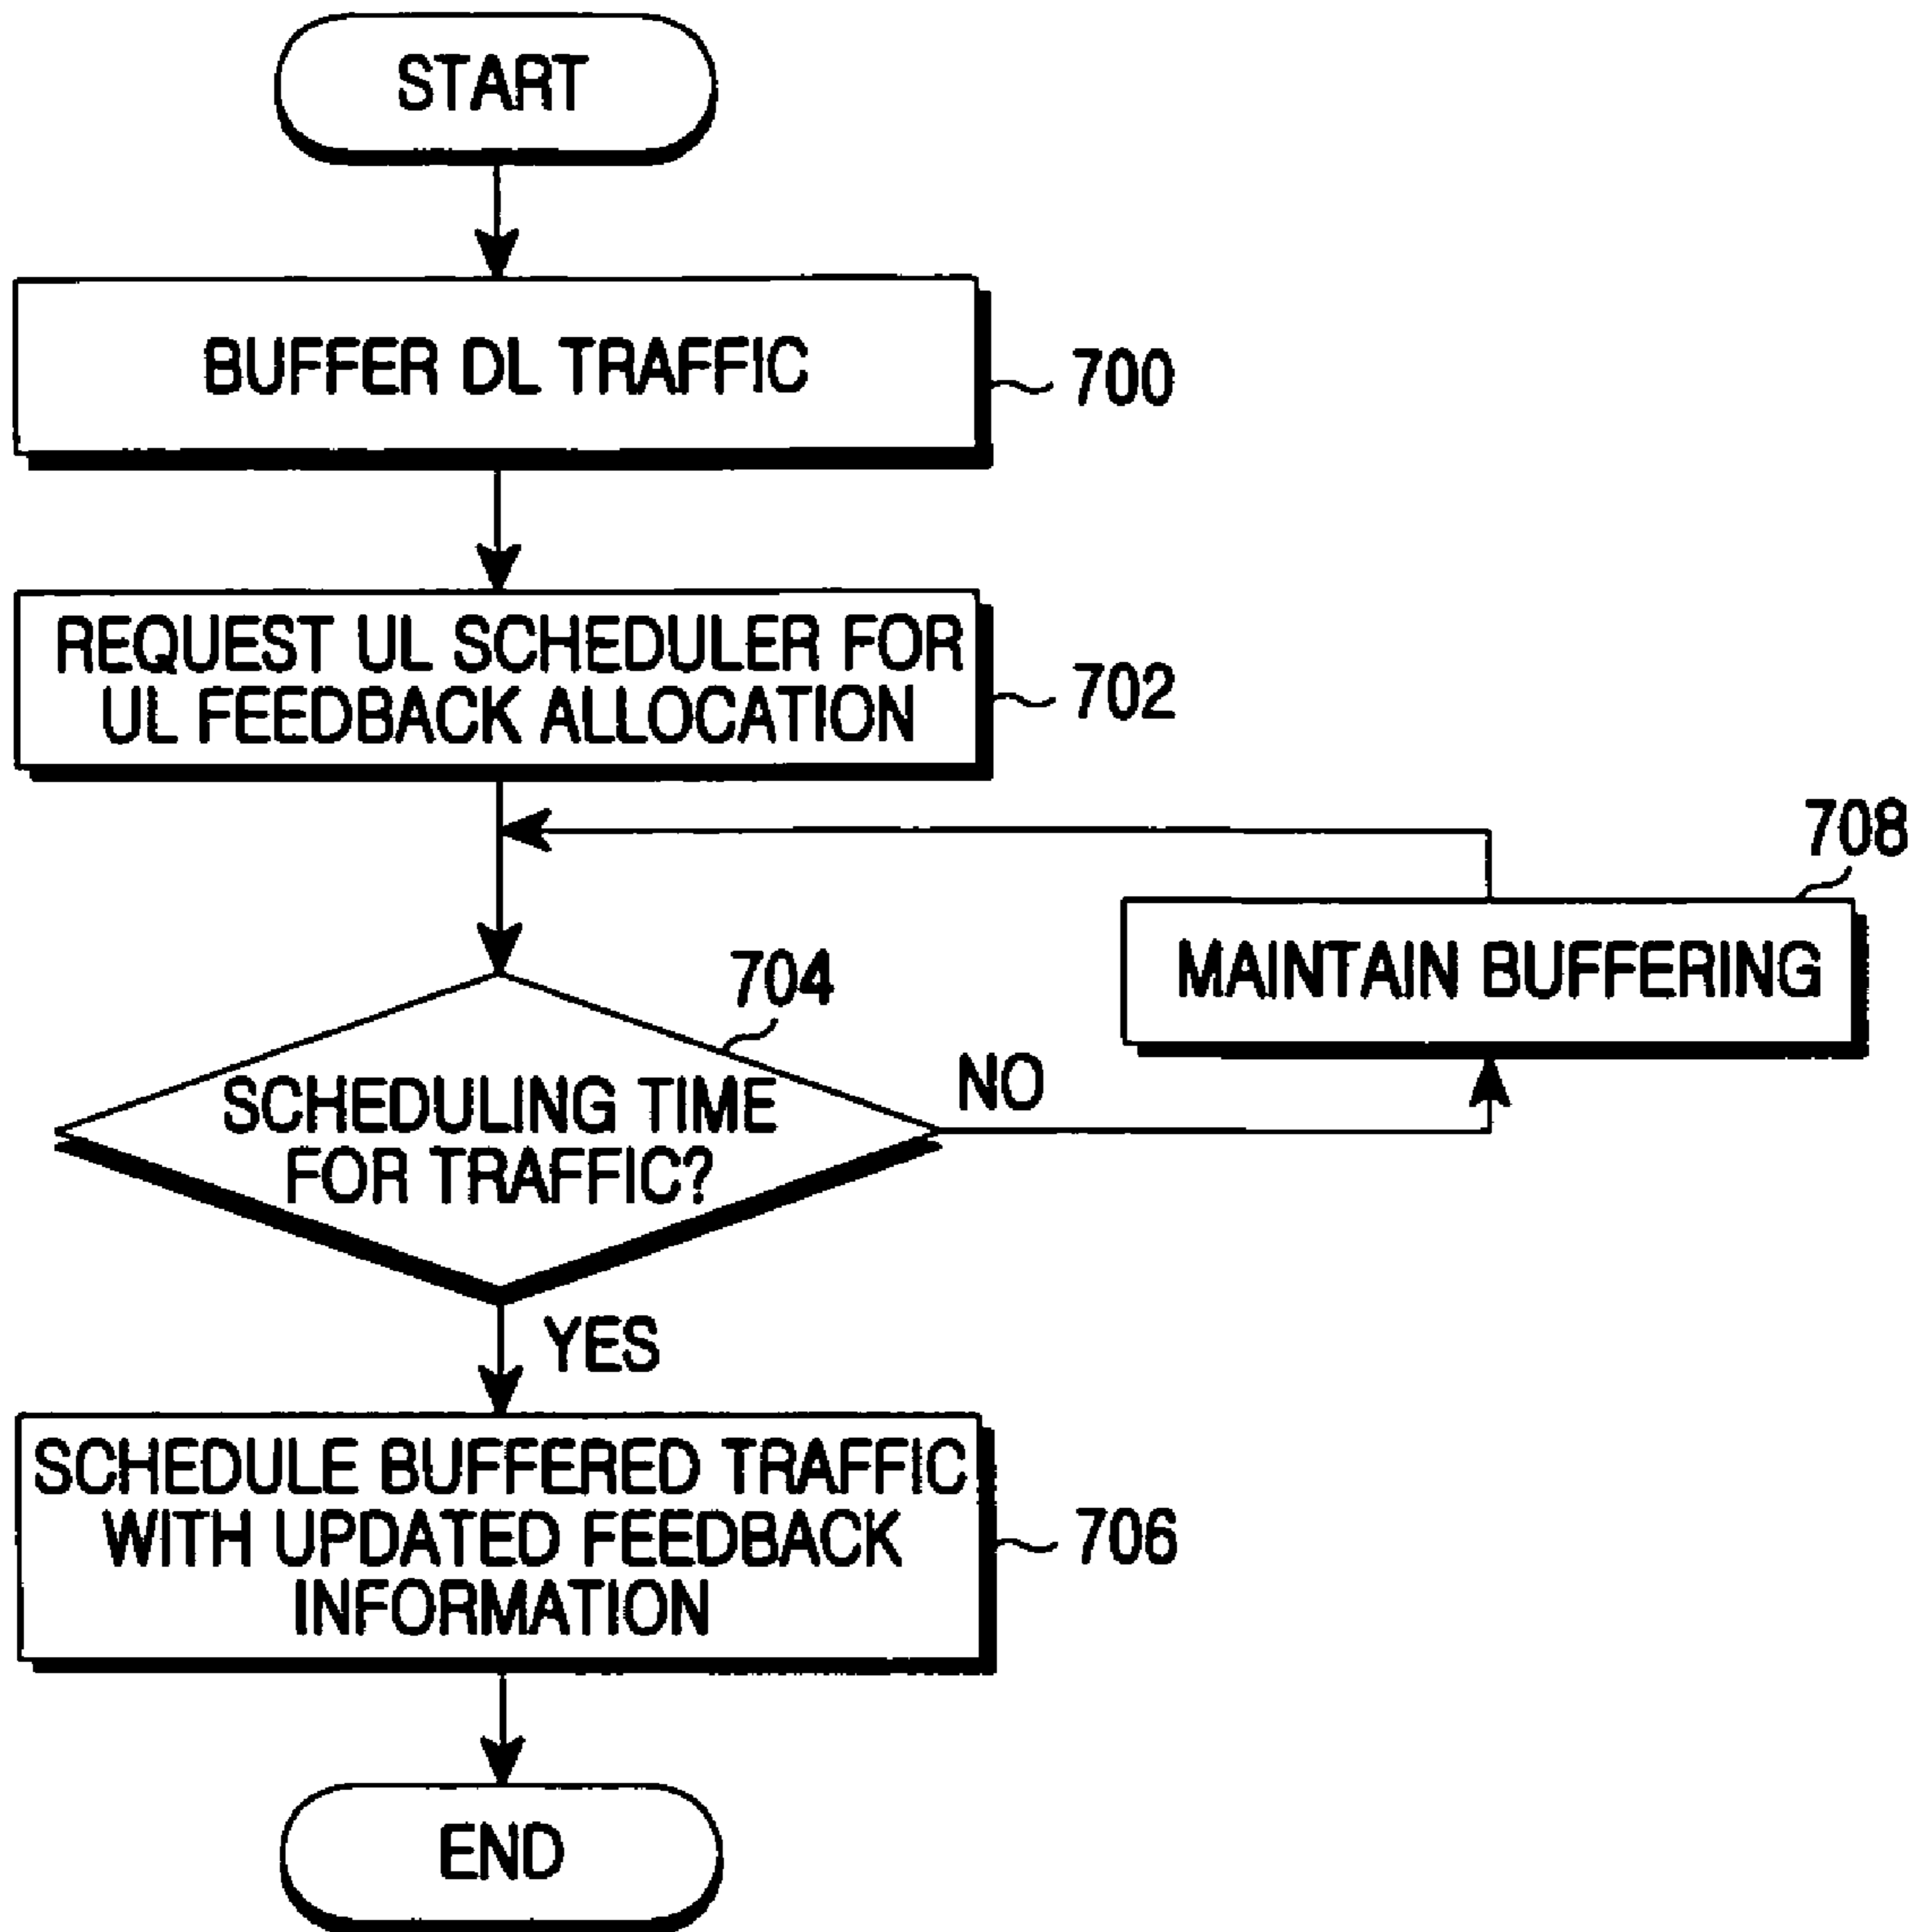 START
BUFFER DL TRAFFIC
700
REQUEST UL SCHEDULER FOR
UL FEEDBACK ALLOCATION
702
708
MAINTAIN BUFFERING
704
SCHEDULING TIME
FOR TRAFFIC?
NO
YES
SCHEDULE BUFFERED TRAFFIC
WITH UPDATED FEEDBACK
INFORMATION
706
END